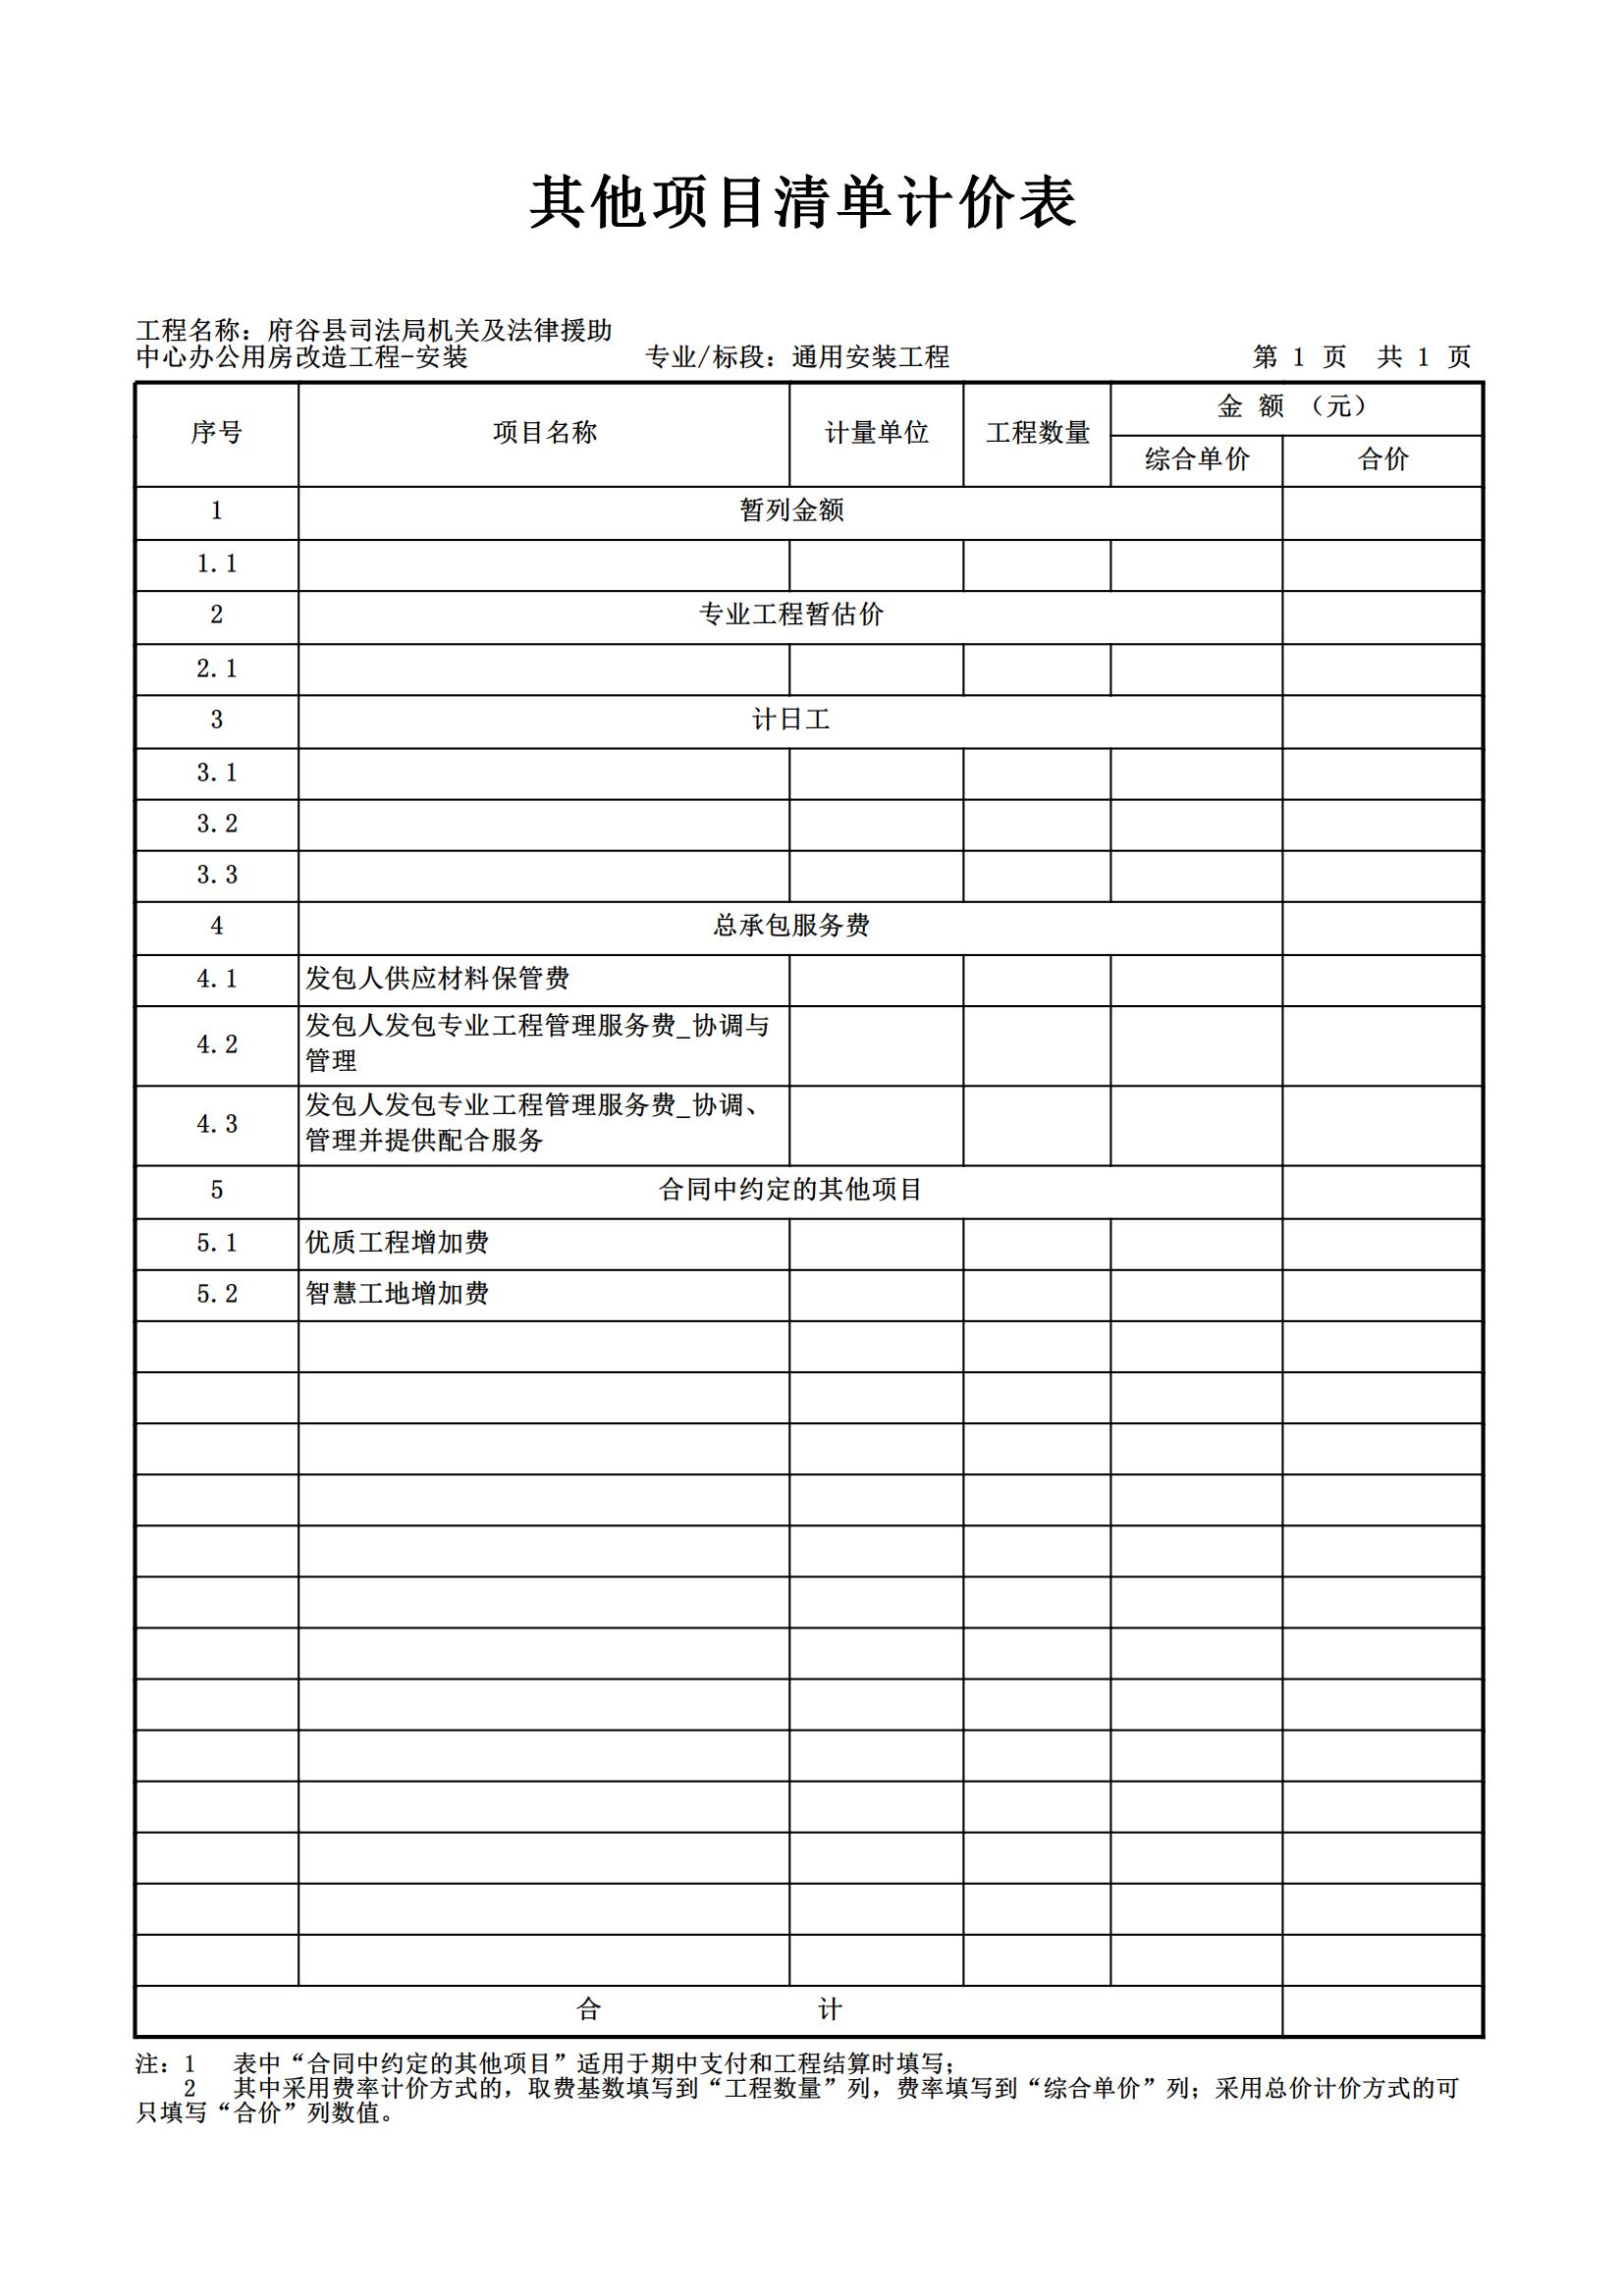 其他项目清单计价表
工程名称：府谷县司法局机关及法律援助
中心办公用房改造工程-安装 专业/标段：通用安装工程 第 1 页 共 1 页
序号 项目名称 计量单位 工程数量 金 额 （元）
综合单价 合价
1 暂列金额
1.1
2 专业工程暂估价
2.1
3 计日工
3.1
3.2
3.3
4 总承包服务费
4.1 发包人供应材料保管费
4.2 发包人发包专业工程管理服务费_协调与
管理
4.3 发包人发包专业工程管理服务费_协调、
管理并提供配合服务
5 合同中约定的其他项目
5.1 优质工程增加费
5.2 智慧工地增加费
合 计
注：1 表中“合同中约定的其他项目”适用于期中支付和工程结算时填写；
2 其中采用费率计价方式的，取费基数填写到“工程数量”列，费率填写到“综合单价”列；采用总价计价方式的可
只填写“合价”列数值。